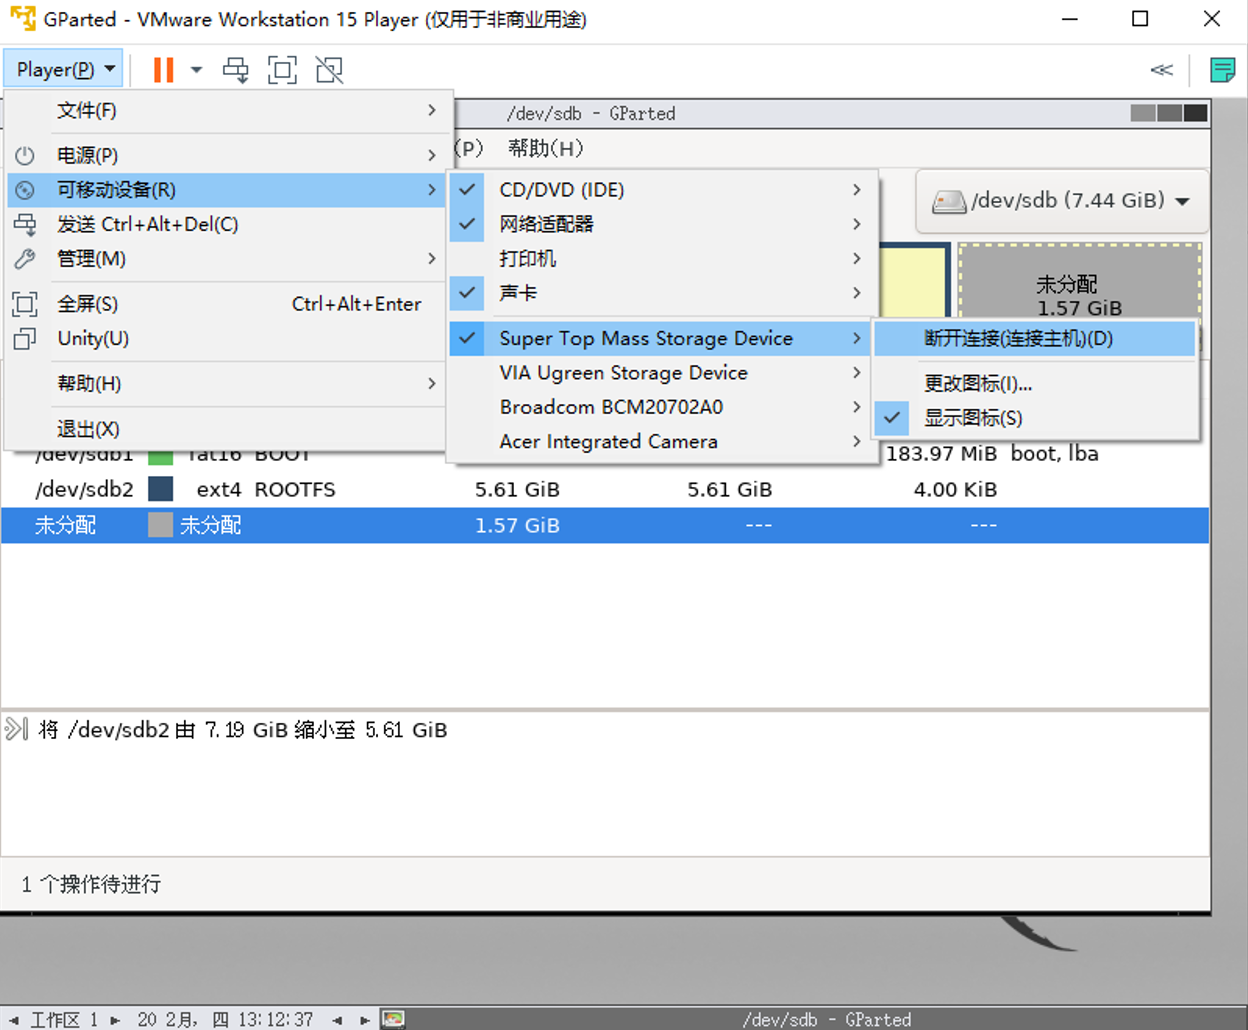 GParted - VMware Workstation 15 Player (仅用于非商业用途)
Player(P)
文件(F)
电源(P)
可移动设备(R)
发送 Ctrl+Alt+Del(C)
管理(M)
全屏(S) Ctrl+Alt+Enter
Unity(U)
帮助(H)
退出(X)
/dev/sdb - GParted
(P) 帮助(H)
CD/DVD (IDE)
网络适配器
打印机
声卡
Super Top Mass Storage Device
VIA Ugreen Storage Device
Broadcom BCM20702A0
Acer Integrated Camera
/dev/sdb (7.44 GiB)
未分配
1.57 GiB
断开连接(连接主机)(D)
更改图标(I)...
显示图标(S)
/dev/sdb1 fat16 BOOT 183.97 MiB boot, lba
/dev/sdb2 ext4 ROOTFS 5.61 GiB 5.61 GiB 4.00 KiB
未分配 未分配 1.57 GiB --- ---
将 /dev/sdb2 由 7.19 GiB 缩小至 5.61 GiB
1 个操作待进行
工作区 1 20 2月, 四 13:12:37 /dev/sdb - GParted